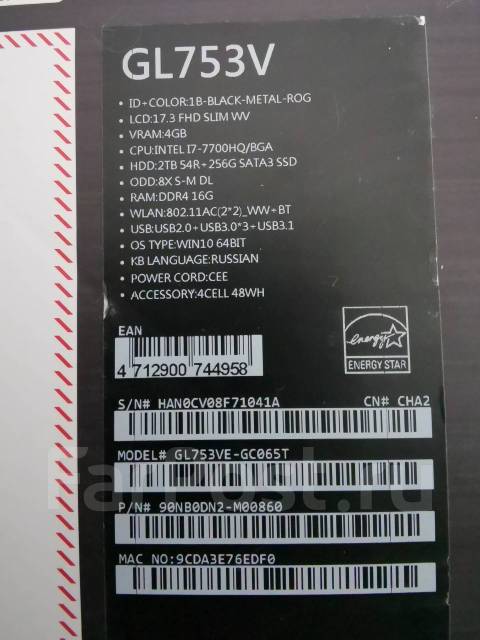 GL753V
• ID+COLOR:1B-BLACK-METAL-ROG
• LCD:17.3 FHD SLIM WV
• VRAM:4GB
• CPU:INTEL I7-7700HQ/BGA
• HDD:2TB 54R+256G SATA3 SSD
• ODD:8X S-M DL
• RAM:DDR4 16G
• WLAN:802.11AC(2*2)_WW+BT
• USB:USB2.0+USB3.0*3+USB3.1
• OS TYPE:WIN10 64BIT
• KB LANGUAGE:RUSSIAN
• POWER CORD:CEE
• ACCESSORY:4CELL 48WH
EAN
4 712900 744958
energy
ENERGY STAR
S/N# HAN0CV08F71041A CN# CHA2
MODEL# GL753VE-GC065T
P/N# 90NB0DN2-M00860
MAC NO:9CDA3E76EDF0
FarPost.ru